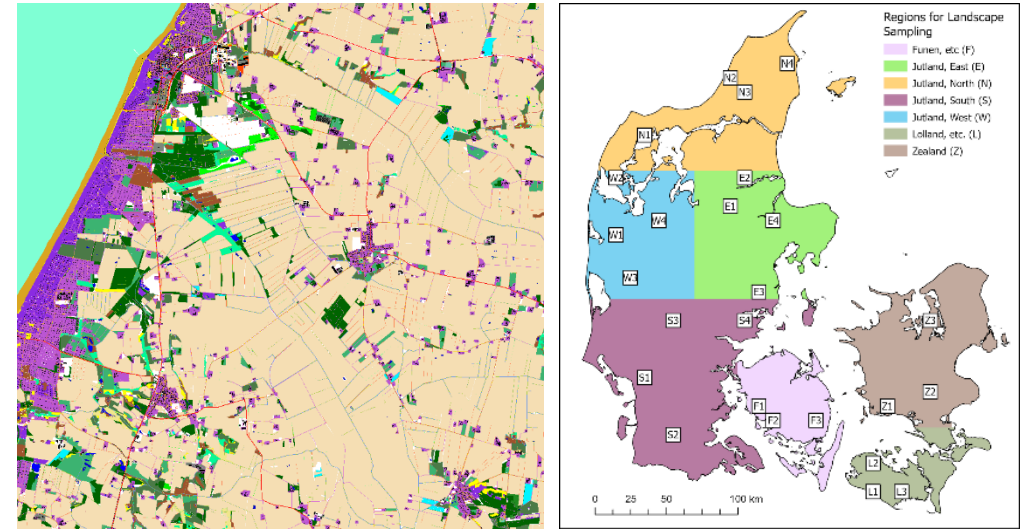 Regions for Landscape
Sampling
Funen, etc (F)
Jutland, East (E)
Jutland, North (N)
Jutland, South (S)
Jutland, West (W)
Lolland, etc. (L)
Zealand (Z)
N4
N2
N3
N1
W2
E2
E1
W4
E4
W1
W3
E3
S3
S4
Z3
S1
Z2
F1
Z1
F2
F3
S2
L2
L1
L3
0 25 50 100 km